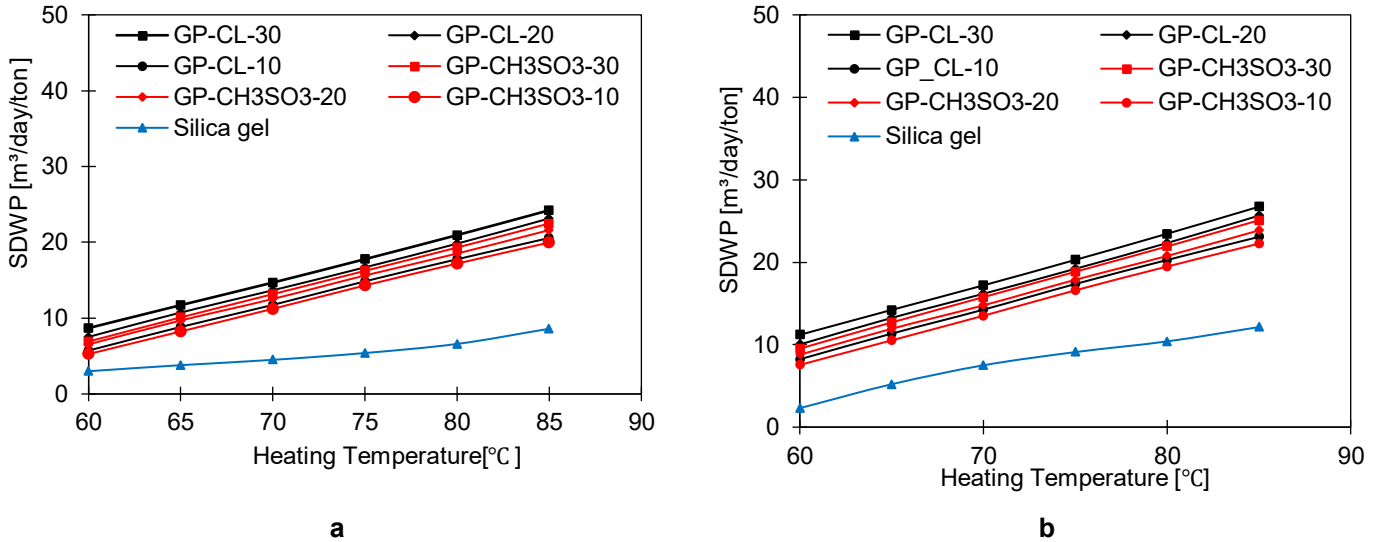 SDWP [m³/day/ton]
50
40
30
20
10
0
GP-CL-30
GP-CL-20
GP-CL-10
GP-CH3SO3-30
GP-CH3SO3-20
GP-CH3SO3-10
Silica gel
60 65 70 75 80 85 90
Heating Temperature[℃ ]
a
SDWP [m³/day/ton]
50
40
30
20
10
0
GP-CL-30
GP-CL-20
GP_CL-10
GP-CH3SO3-30
GP-CH3SO3-20
GP-CH3SO3-10
Silica gel
60 70 80 90
Heating Temperature [℃]
b